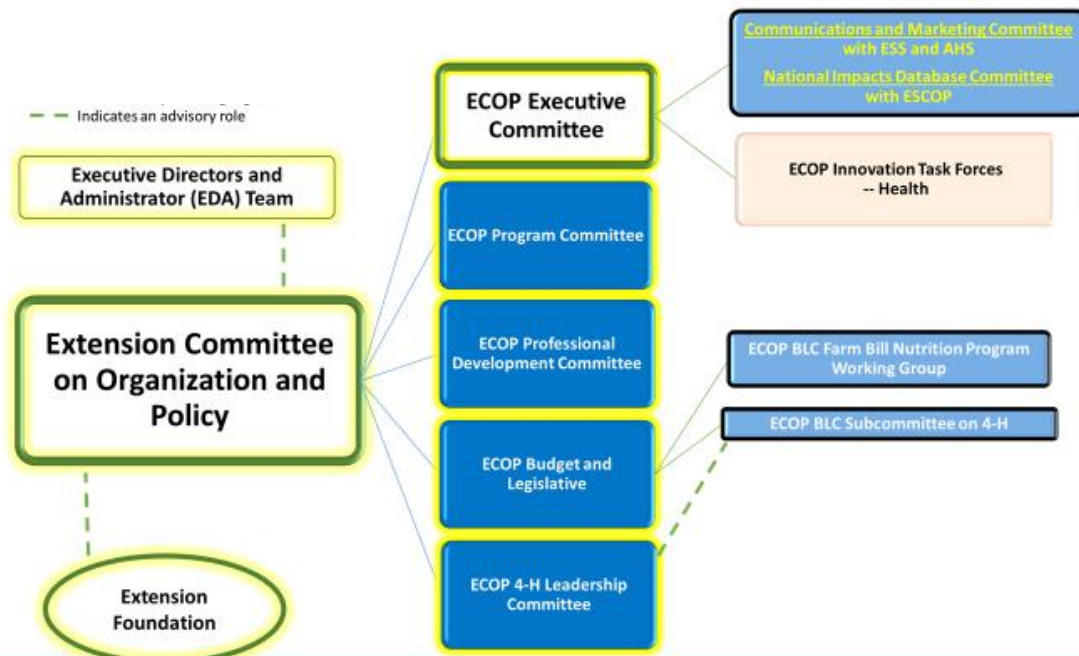 Indicates an advisory role
Executive Directors and
Administrator (EDA) Team
Extension Committee
on Organization and
Policy
Extension
Foundation
ECOP Executive
Committee
ECOP Program Committee
ECOP Professional
Development Committee
ECOP Budget and
Legislative
ECOP 4-H Leadership
Committee
Communications and Marketing Committee
with ESS and AHS
National Impacts Database Committee
with ESCOP
ECOP Innovation Task Forces
-- Health
ECOP BLC Farm Bill Nutrition Program
Working Group
ECOP BLC Subcommittee on 4-H